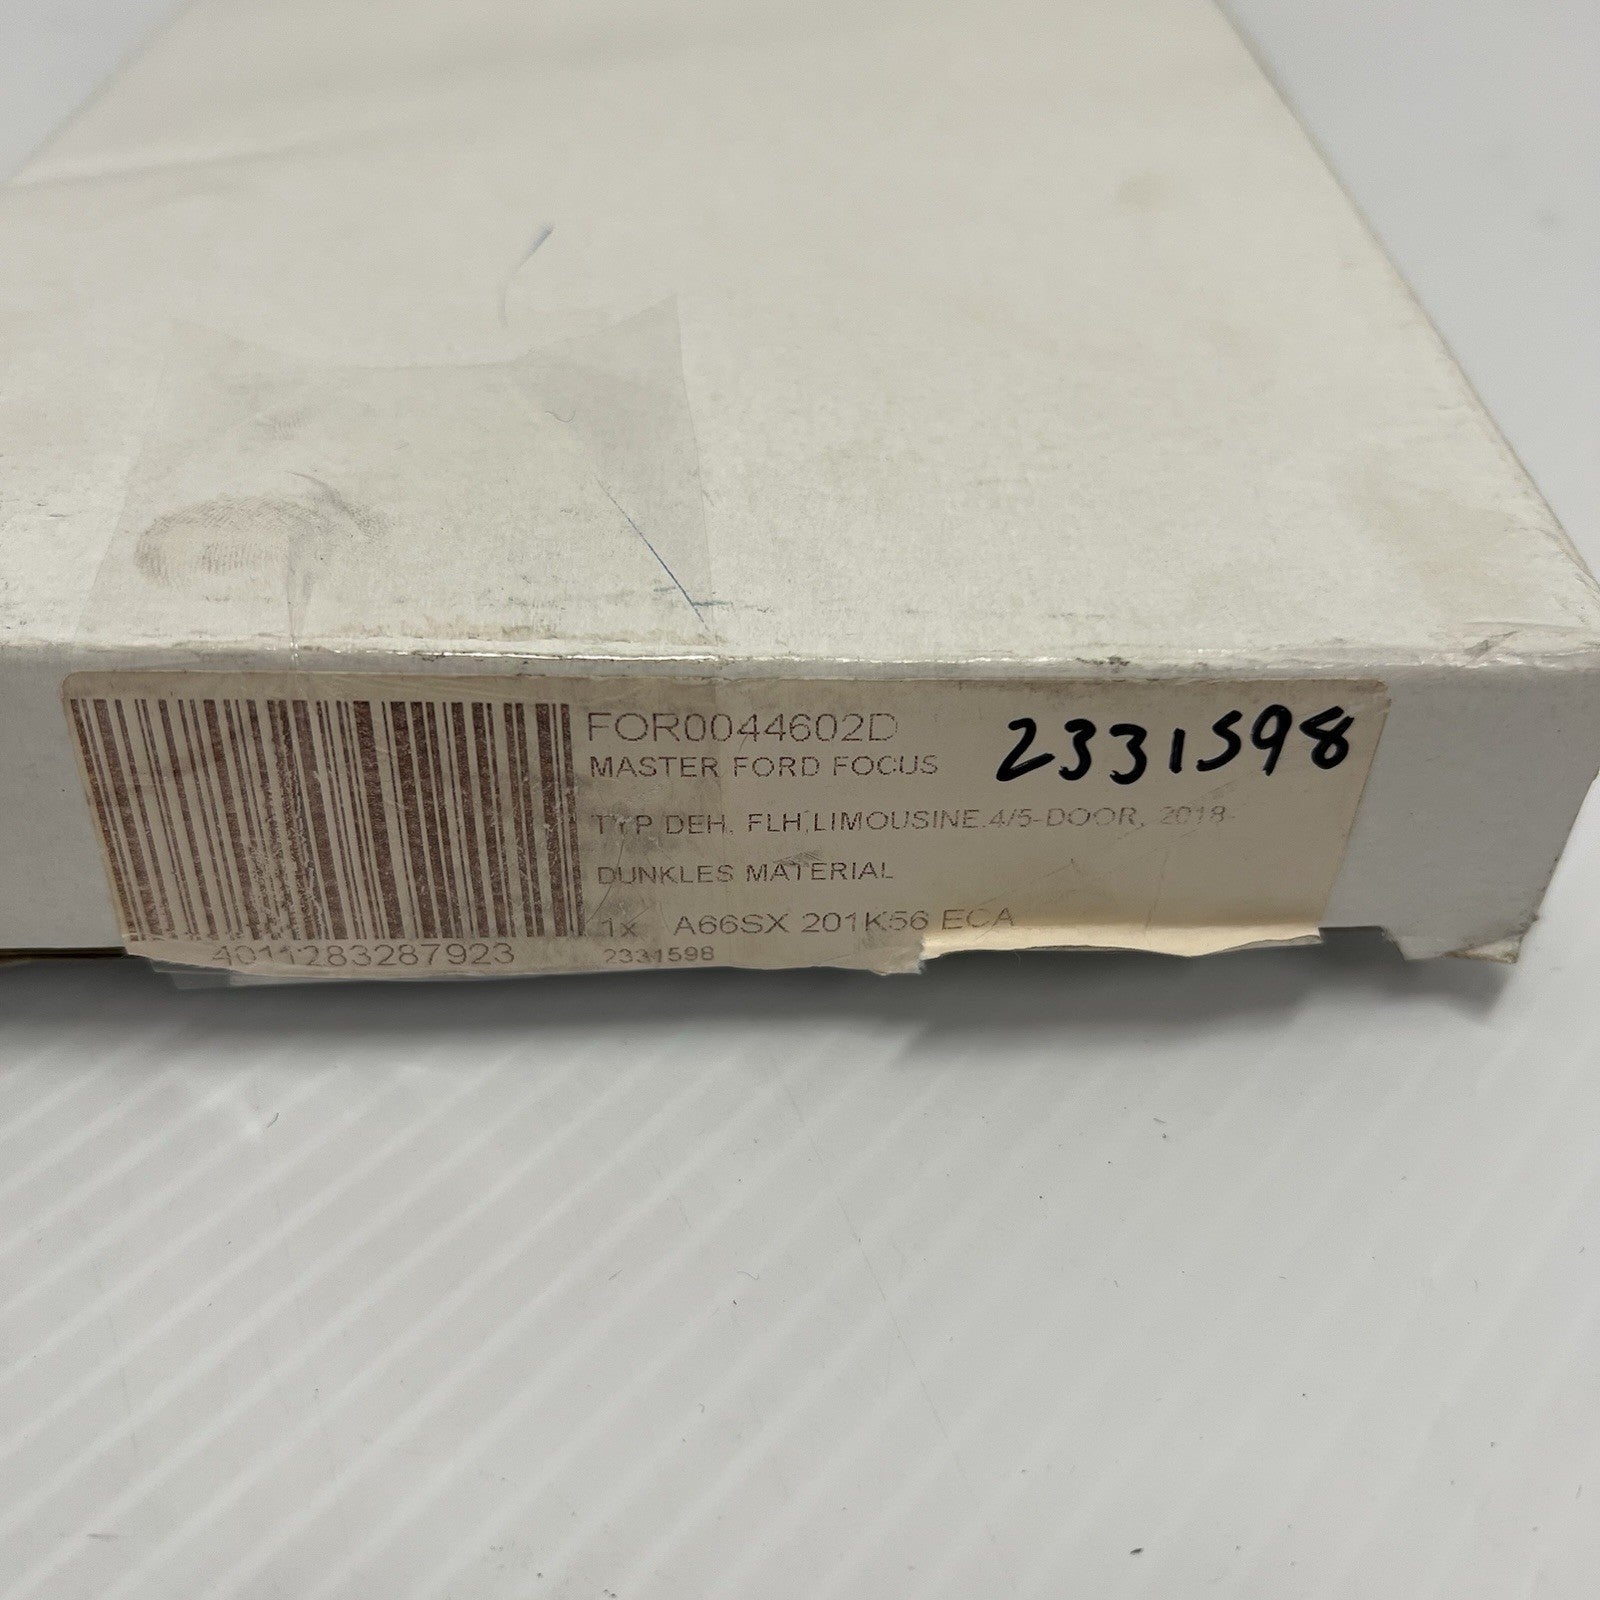 FOR0044602D
2331598
MASTER FORD FOCUS
TYP DEH, FLH,LIMOUSINE,4/5-DOOR, 2018-
DUNKLES MATERIAL
1x A66SX 201K56 ECA
4011283287923
2331598